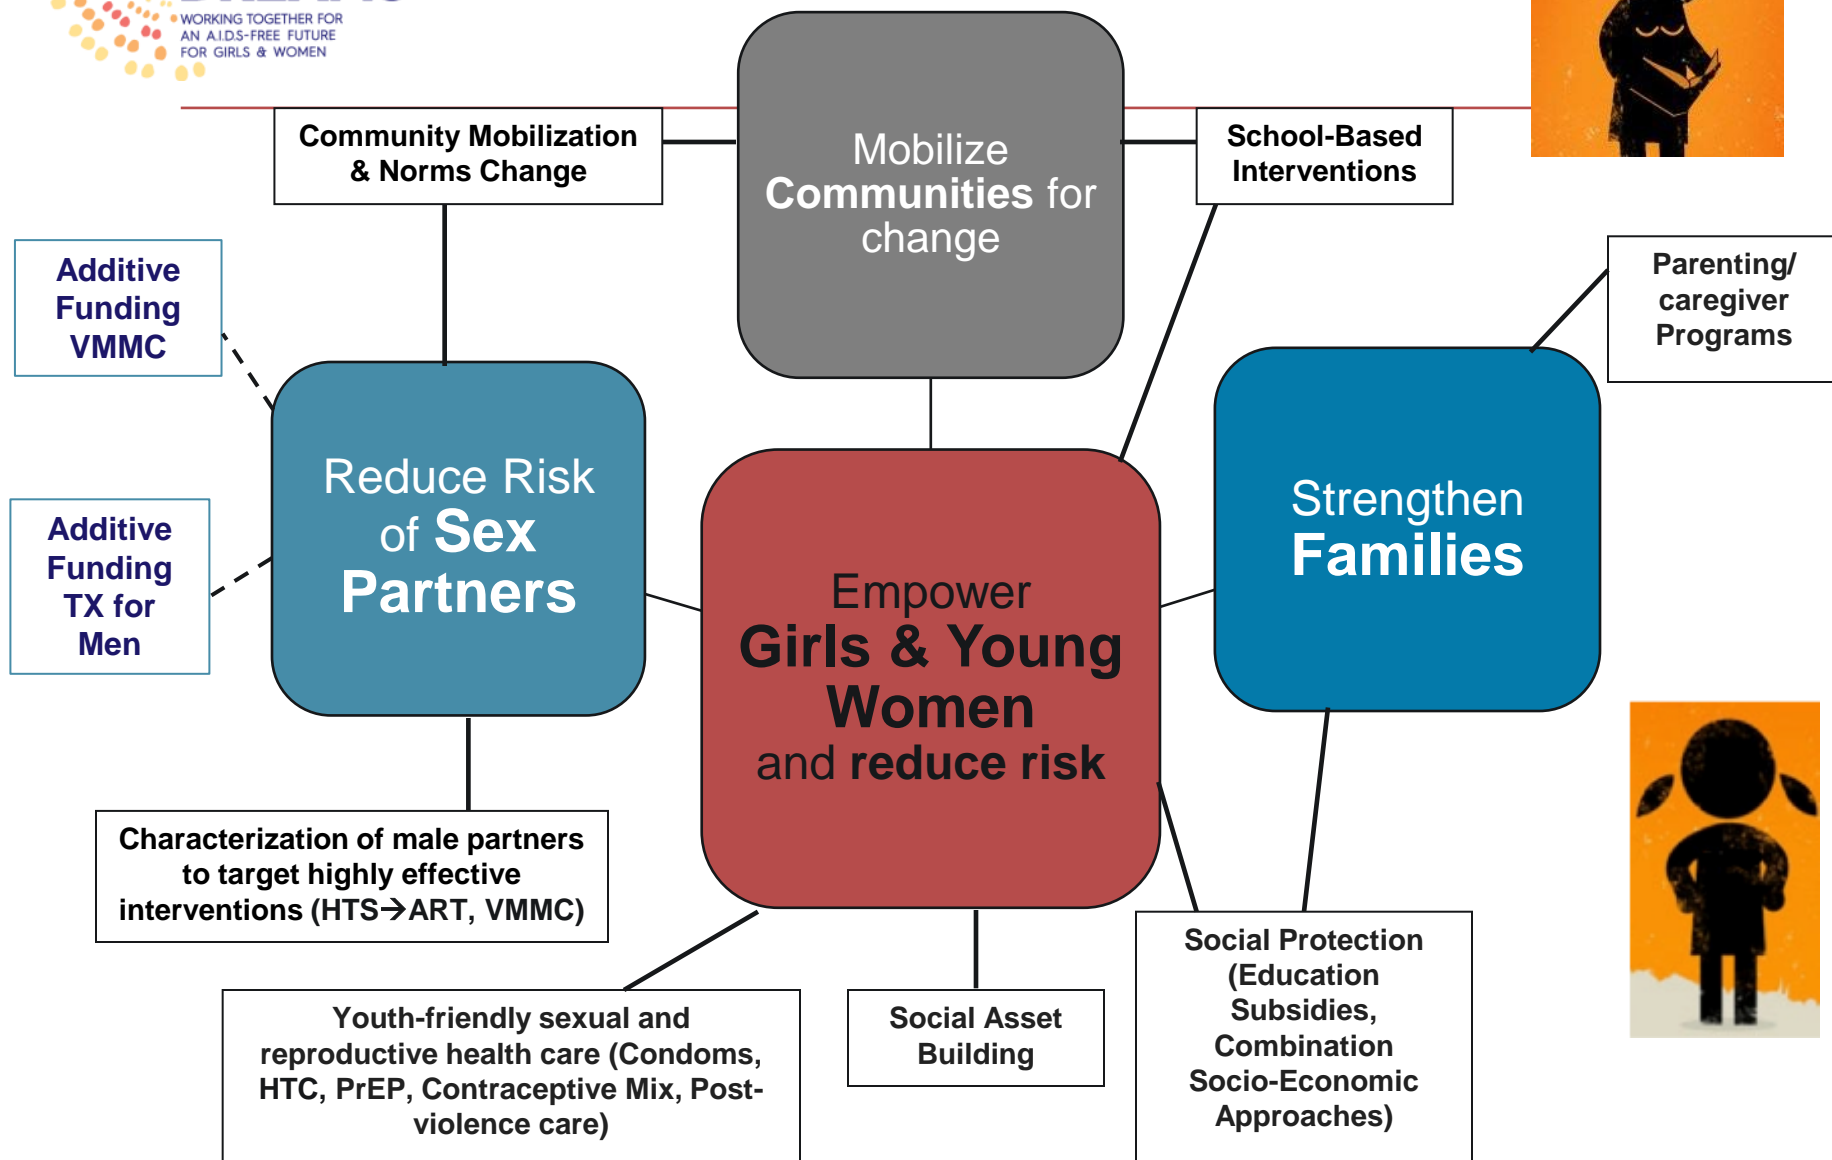 WORKING TOGETHER FOR
AN A.I.D.S-FREE FUTURE
FOR GIRLS & WOMEN
Community Mobilization
& Norms Change
Mobilize
Communities for
change
School-Based
Interventions
Additive
Funding
VMMC
Parenting/
caregiver
Programs
Reduce Risk
of Sex
Partners
Strengthen
Families
Additive
Funding
TX for
Men
Empower
Girls & Young
Women
and reduce risk
Characterization of male partners
to target highly effective
interventions (HTS→ART, VMMC)
Youth-friendly sexual and
reproductive health care (Condoms,
HTC, PrEP, Contraceptive Mix, Post-
violence care)
Social Asset
Building
Social Protection
(Education
Subsidies,
Combination
Socio-Economic
Approaches)